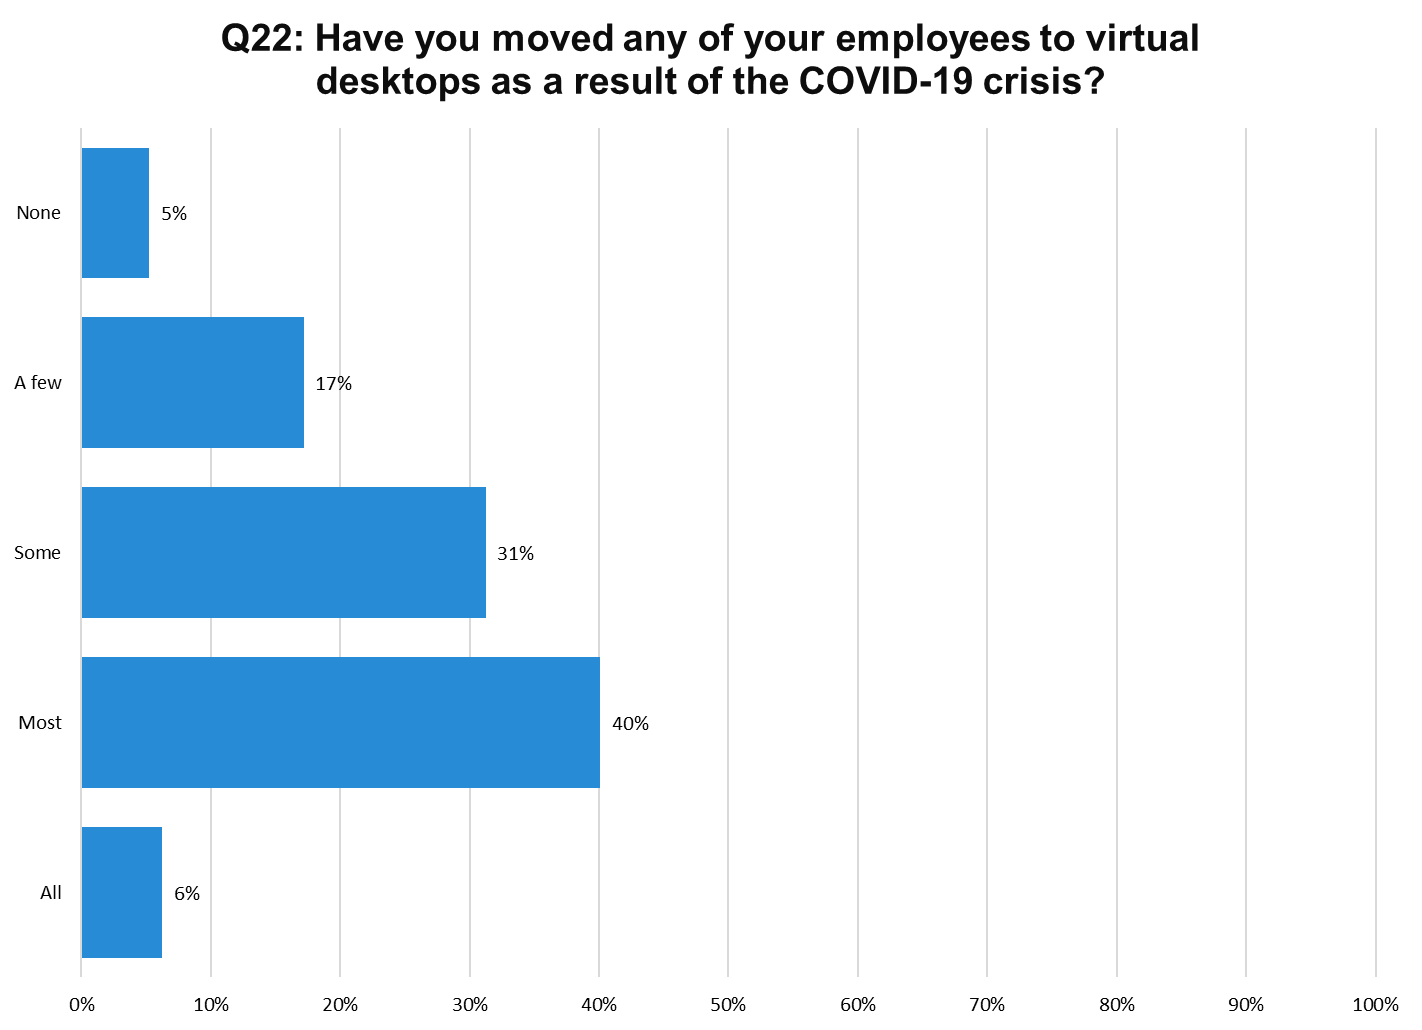 Q22: Have you moved any of your employees to virtual
desktops as a result of the COVID-19 crisis?
None
5%
A few
17%
Some
31%
Most
40%
All
6%
0% 10% 20% 30% 40% 50% 60% 70% 80% 90% 100%